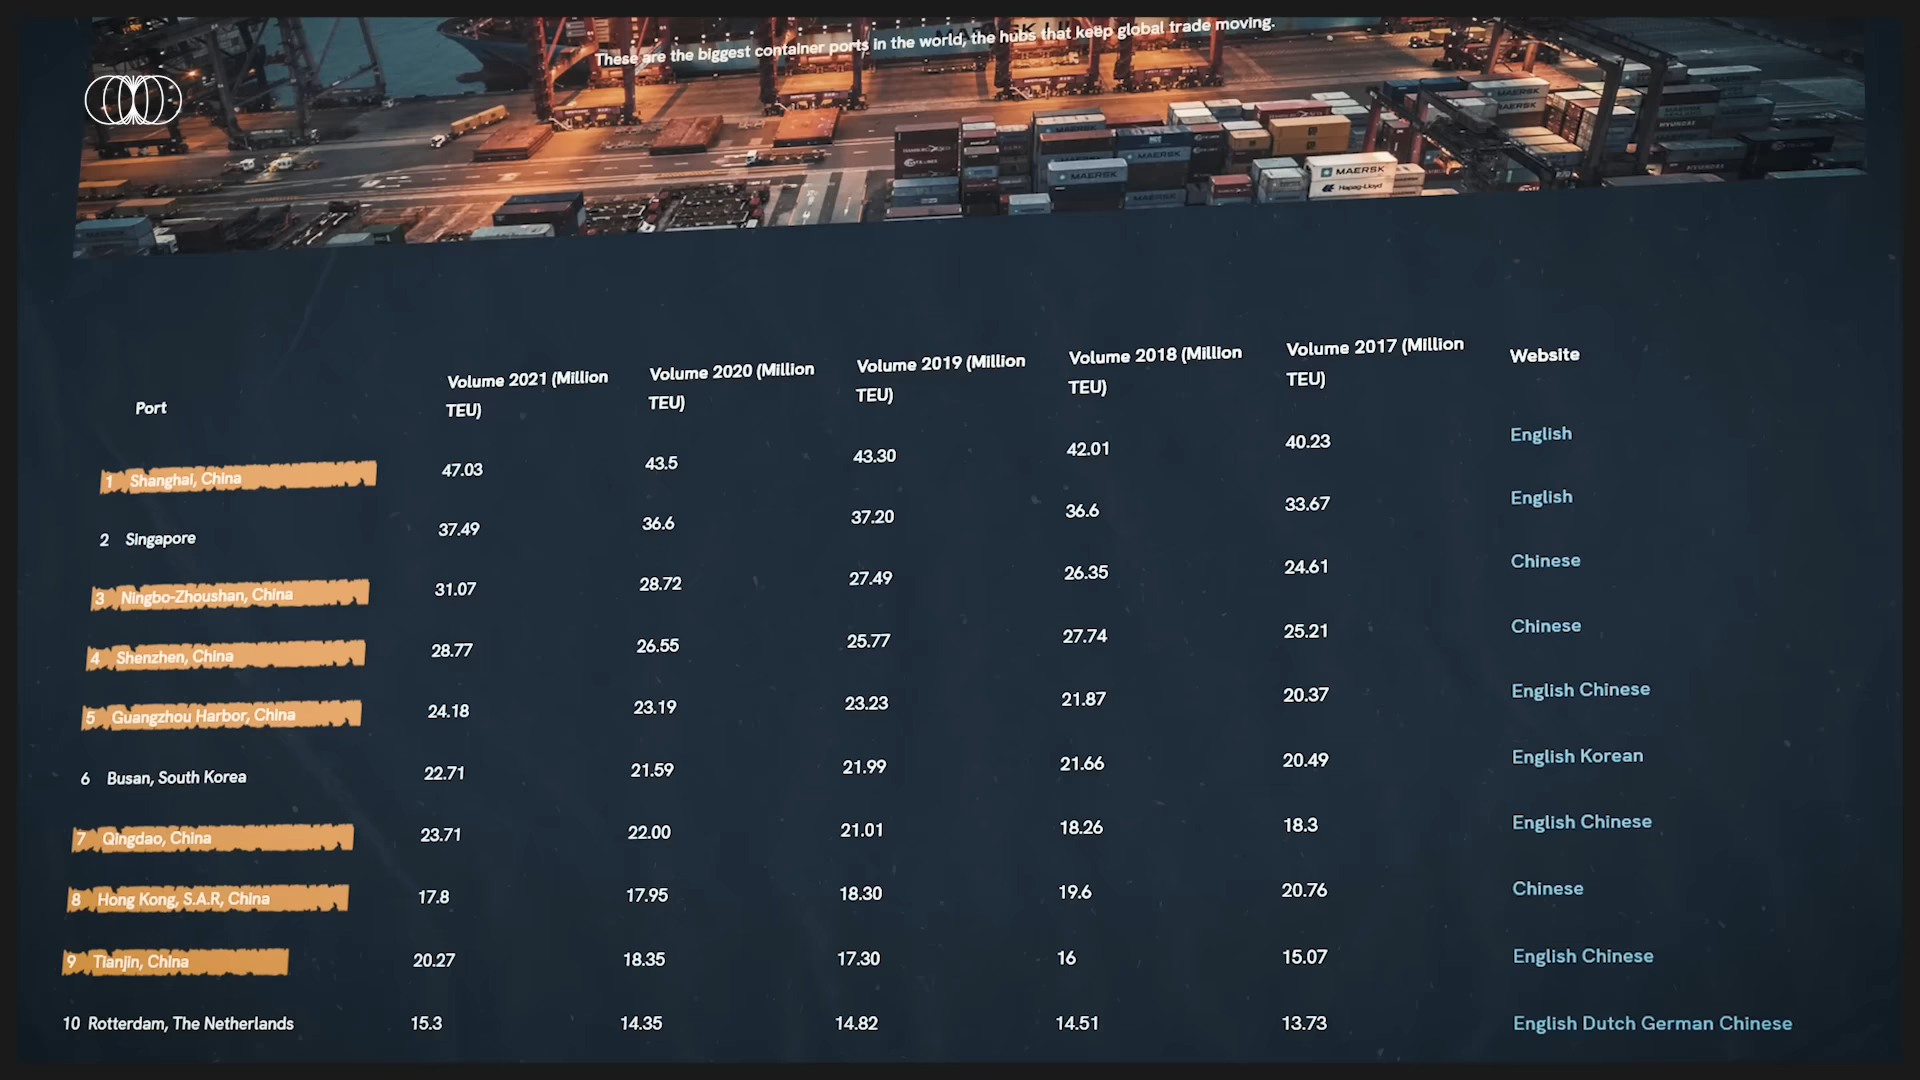 These are the biggest container ports in the world, the hubs that keep global trade moving.
MAERSK
MAERSK
MAERSK
MAERSK
MAERSK
Hapag-Lloyd
MAERSK
Port Volume 2021 (Million TEU) Volume 2020 (Million TEU) Volume 2019 (Million TEU) Volume 2018 (Million TEU) Volume 2017 (Million TEU) Website
1 Shanghai, China 47.03 43.5 43.30 42.01 40.23 English
2 Singapore 37.49 36.6 37.20 36.6 33.67 English
3 Ningbo-Zhoushan, China 31.07 28.72 27.49 26.35 24.61 Chinese
4 Shenzhen, China 28.77 26.55 25.77 27.74 25.21 Chinese
5 Guangzhou Harbor, China 24.18 23.19 23.23 21.87 20.37 English Chinese
6 Busan, South Korea 22.71 21.59 21.99 21.66 20.49 English Korean
7 Qingdao, China 23.71 22.00 21.01 18.26 18.3 English Chinese
8 Hong Kong, S.A.R, China 17.8 17.95 18.30 19.6 20.76 Chinese
9 Tianjin, China 20.27 18.35 17.30 16 15.07 English Chinese
10 Rotterdam, The Netherlands 15.3 14.35 14.82 14.51 13.73 English Dutch German Chinese